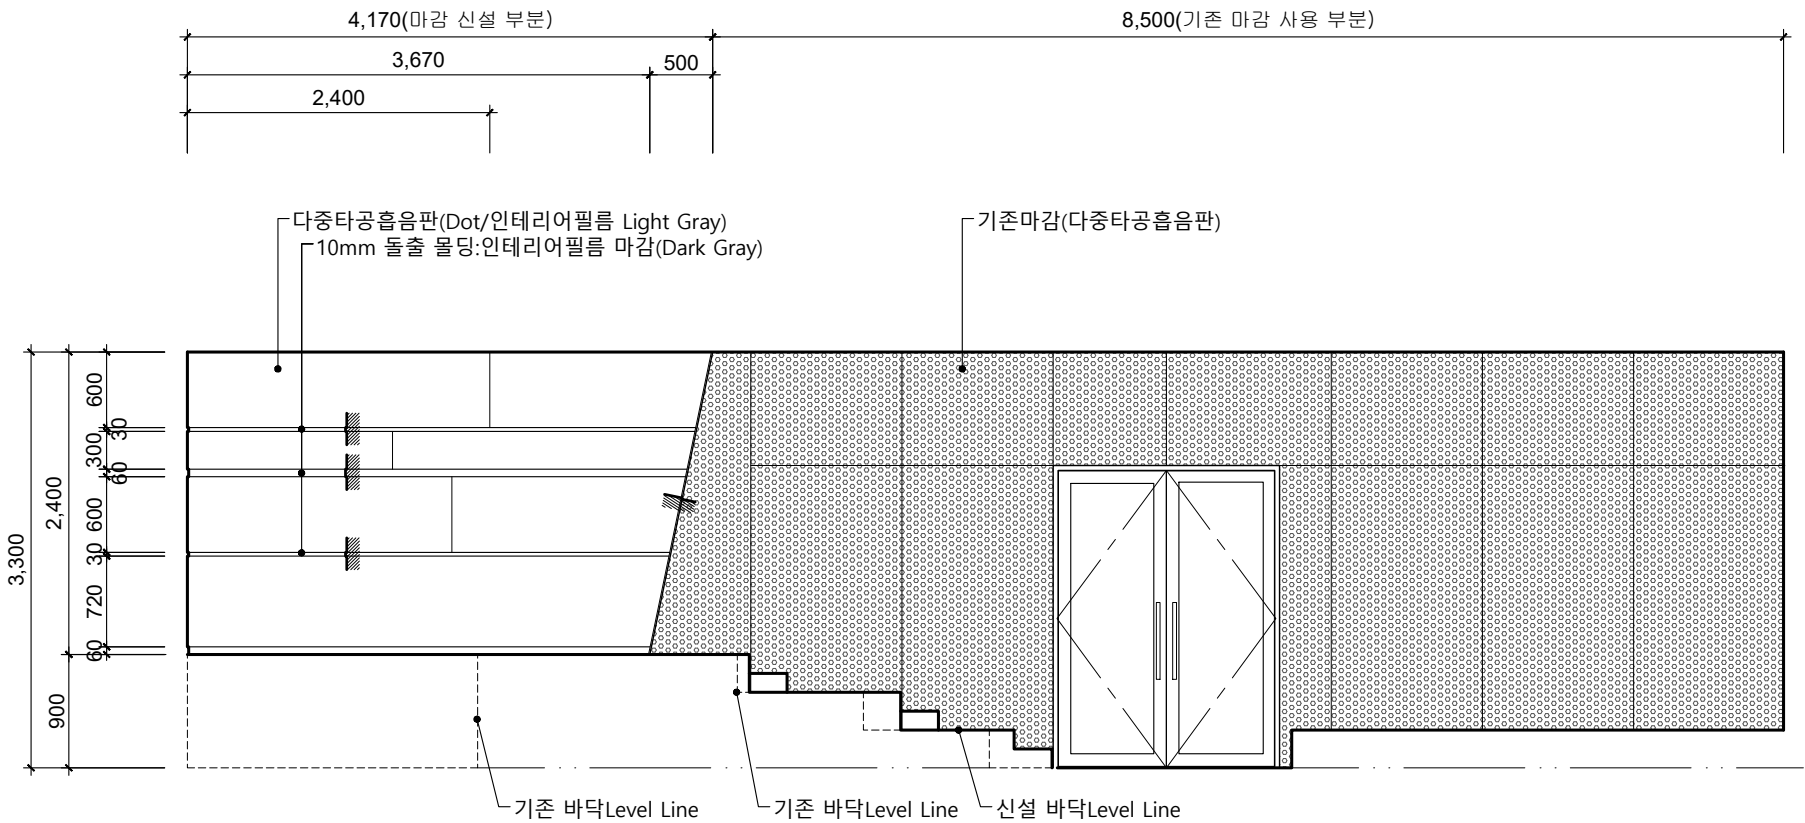 4,170(마감 신설 부분)
8,500(기존 마감 사용 부분)
3,670
500
2,400
다중타공흡음판(Dot/인테리어필름 Light Gray)
10mm 돌출 몰딩:인테리어필름 마감(Dark Gray)
기존마감(다중타공흡음판)
600
30
300
60
600
30
720
60
2,400
900
3,300
기존 바닥Level Line
기존 바닥Level Line
신설 바닥Level Line